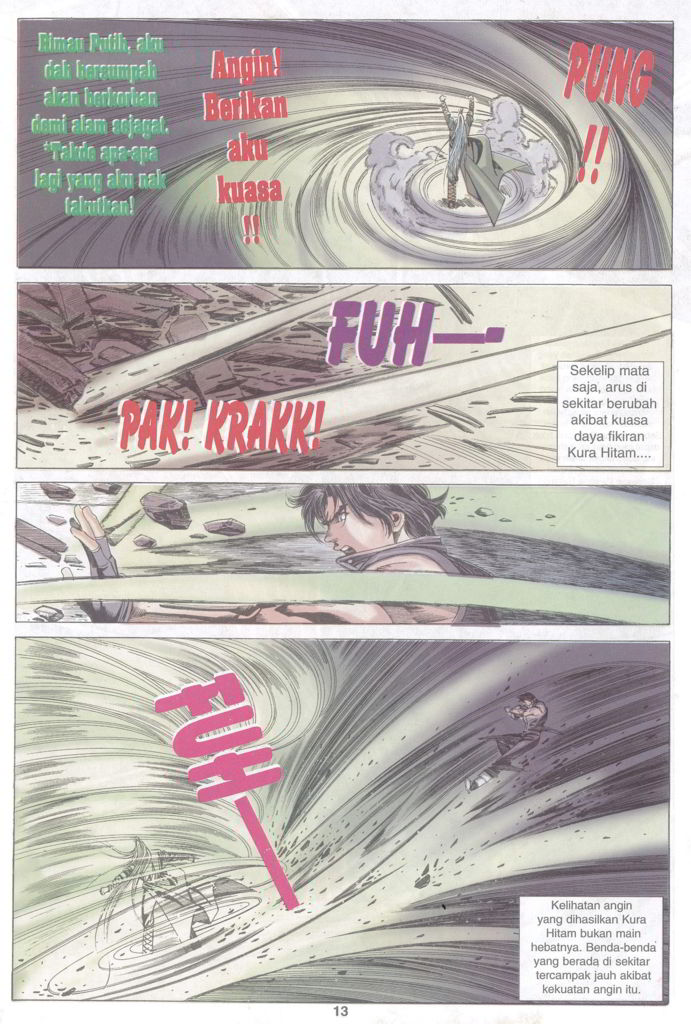 Rimau Putih, aku
dah bersumpah
akan berkorban
demi alam sejagat.
"Takde apa-apa
lagi yang aku nak
takutkan!
Angin!
Berikan
aku
kuasa
!!
PUNG
!!
FUH—
PAK! KRAKK!
Sekelip mata
saja, arus di
sekitar berubah
akibat kuasa
daya fikiran
Kura Hitam....
FUH—
Kelihatan angin
yang dihasilkan Kura
Hitam bukan main
hebatnya. Benda-benda
yang berada di sekitar
tercampak jauh akibat
kekuatan angin itu.
13